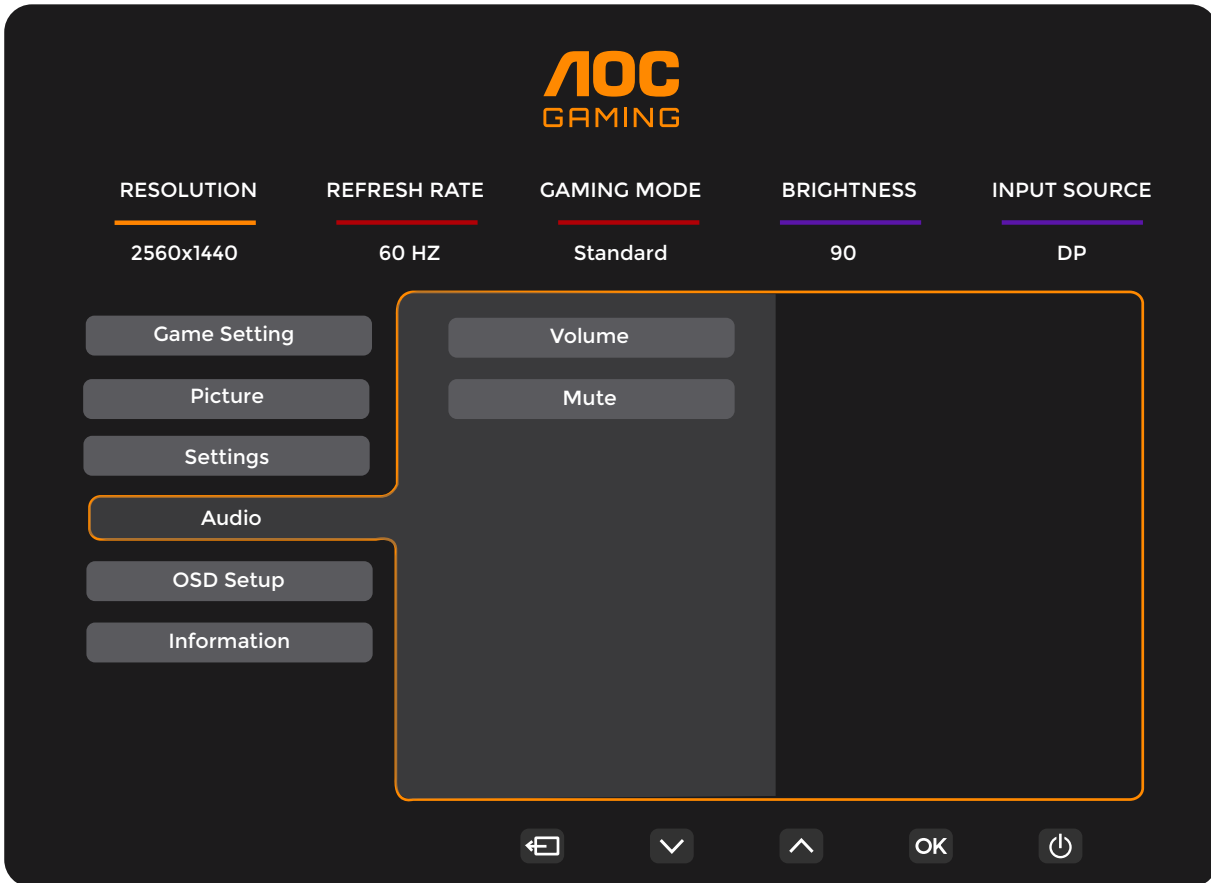 AOC
GAMING
RESOLUTION REFRESH RATE GAMING MODE BRIGHTNESS INPUT SOURCE
2560x1440 60 HZ Standard 90 DP
Game Setting
Picture
Settings
Audio
OSD Setup
Information
Volume
Mute
OK